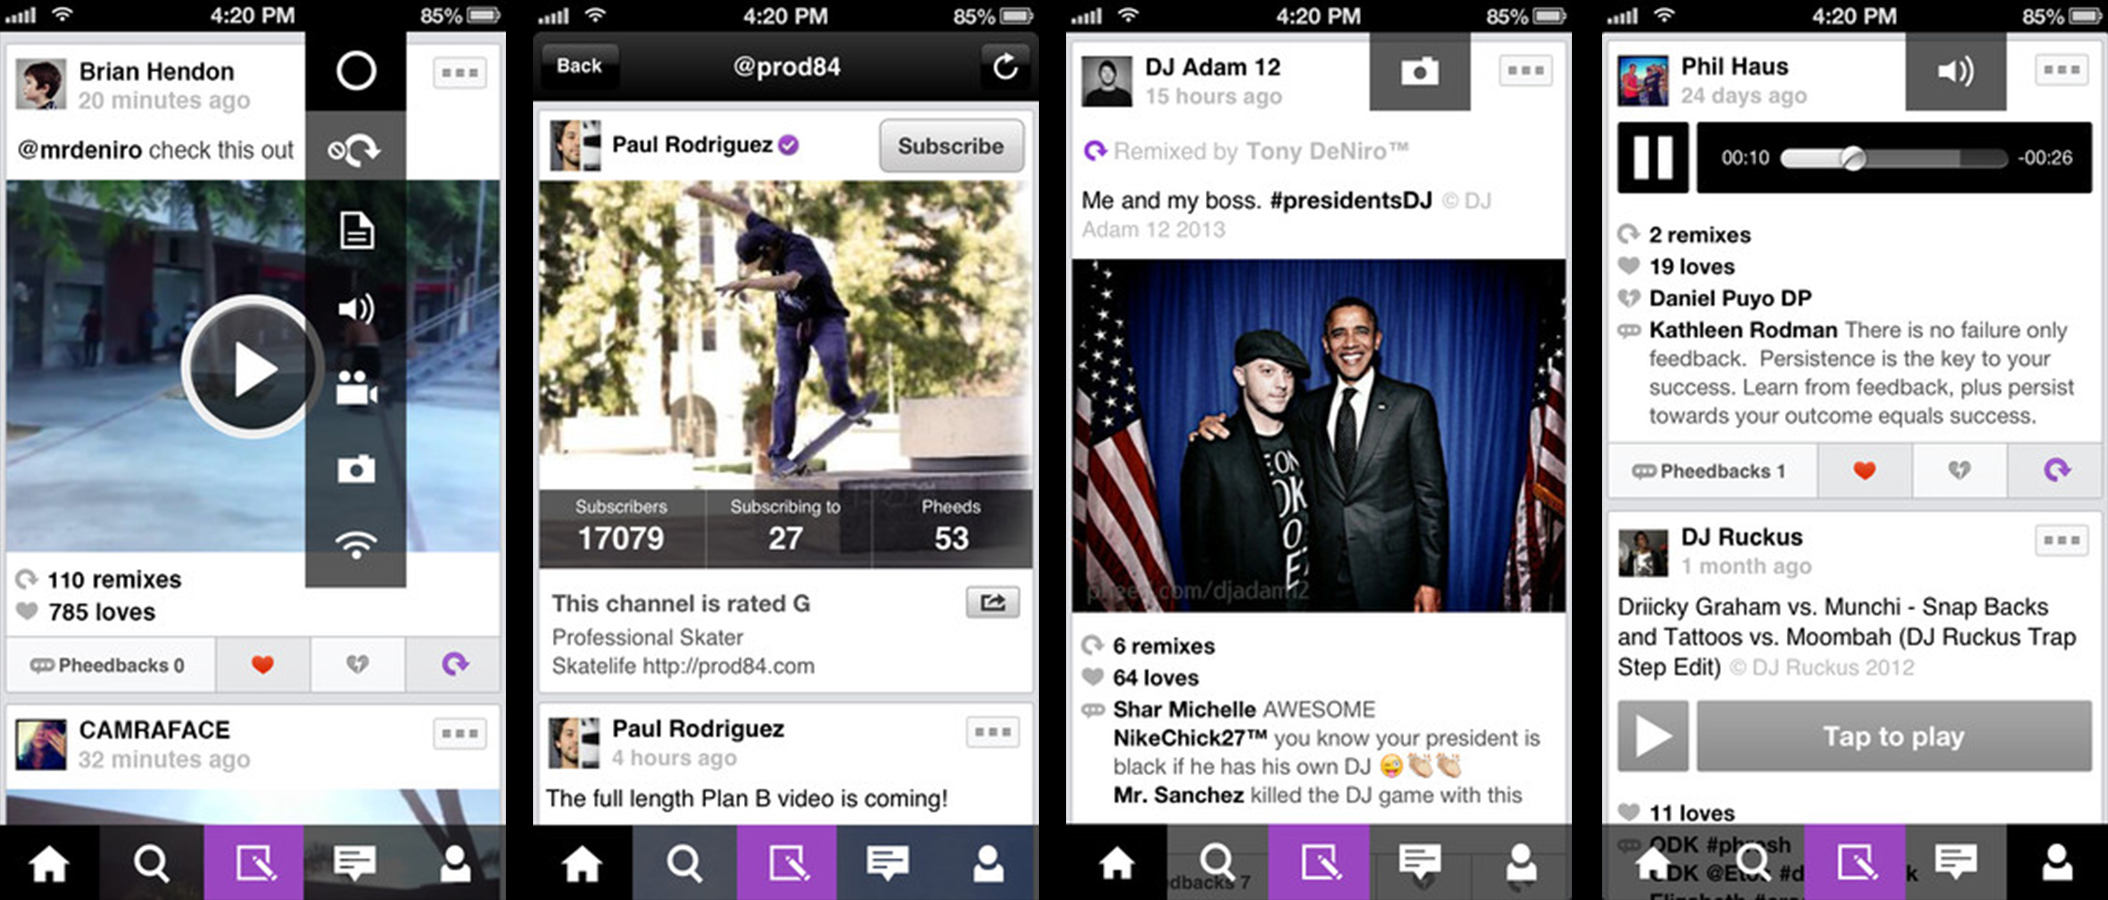 4:20 PM
85%
Brian Hendon
20 minutes ago
@mrdeniro check this out
110 remixes
785 loves
Pheedbacks 0
CAMRAFACE
32 minutes ago
4:20 PM
85%
Back
@prod84
Paul Rodriguez
Subscribe
Subscribers
Subscribing to
Pheeds
17079
27
53
This channel is rated G
Professional Skater
Skatelife http://prod84.com
Paul Rodriguez
4 hours ago
The full length Plan B video is coming!
4:20 PM
85%
DJ Adam 12
15 hours ago
Remixed by Tony DeNiro™
Me and my boss. #presidentsDJ © DJ
Adam 12 2013
pheed.com/djadam12
6 remixes
64 loves
Shar Michelle AWESOME
NikeChick27™ you know your president is
black if he has his own DJ 😜👏👏
Mr. Sanchez killed the DJ game with this
dbacks 7
4:20 PM
85%
Phil Haus
24 days ago
00:10
-00:26
2 remixes
19 loves
Daniel Puyo DP
Kathleen Rodman There is no failure only
feedback. Persistence is the key to your
success. Learn from feedback, plus persist
towards your outcome equals success.
Pheedbacks 1
DJ Ruckus
1 month ago
Driicky Graham vs. Munchi - Snap Backs
and Tattoos vs. Moombah (DJ Ruckus Trap
Step Edit) © DJ Ruckus 2012
Tap to play
11 loves
ODK